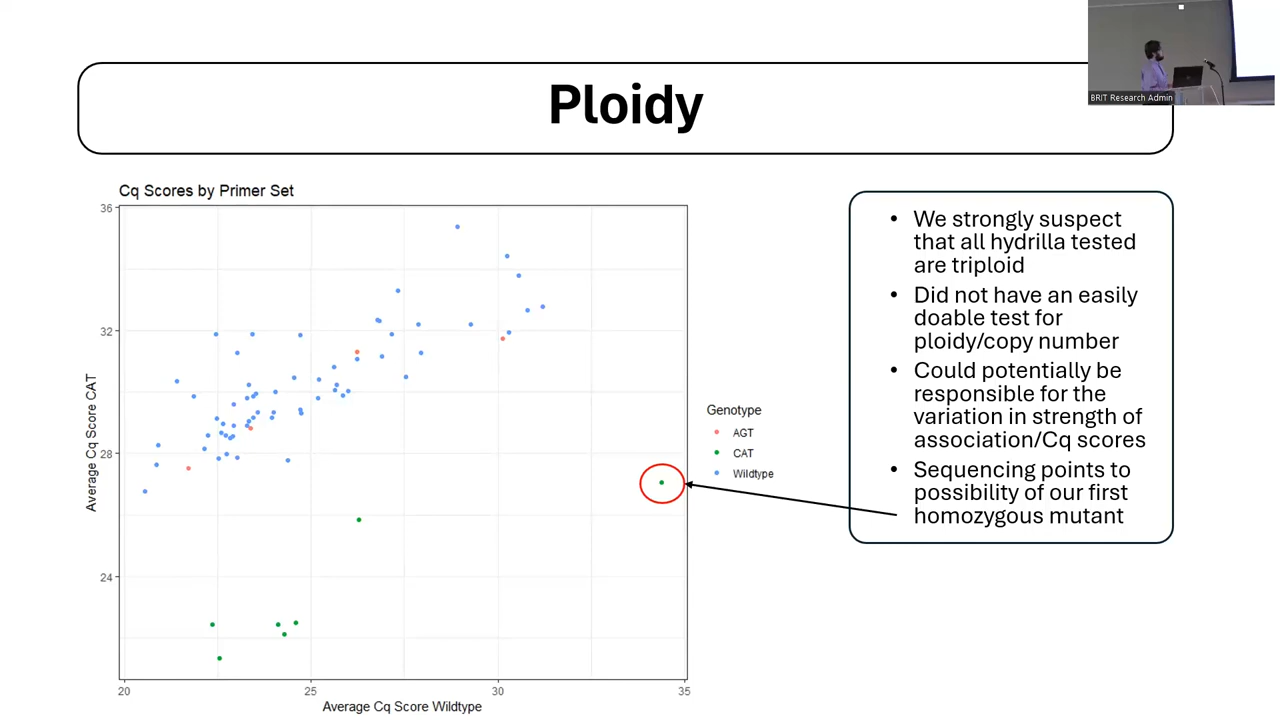 Ploidy
BRIT Research Admin
Cq Scores by Primer Set
36
32
28
24
Average Cq Score CAT
20
25
30
35
Average Cq Score Wildtype
Genotype
AGT
CAT
Wildtype
• We strongly suspect
that all hydrilla tested
are triploid
• Did not have an easily
doable test for
ploidy/copy number
• Could potentially be
responsible for the
variation in strength of
association/Cq scores
• Sequencing points to
possibility of our first
homozygous mutant